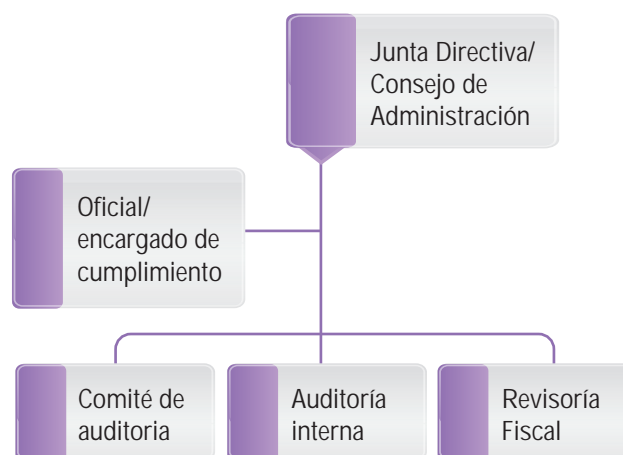 Junta Directiva/
Consejo de
Administración
Oficial/
encargado de
cumplimiento
Comité de
auditoria
Auditoría
interna
Revisoría
Fiscal